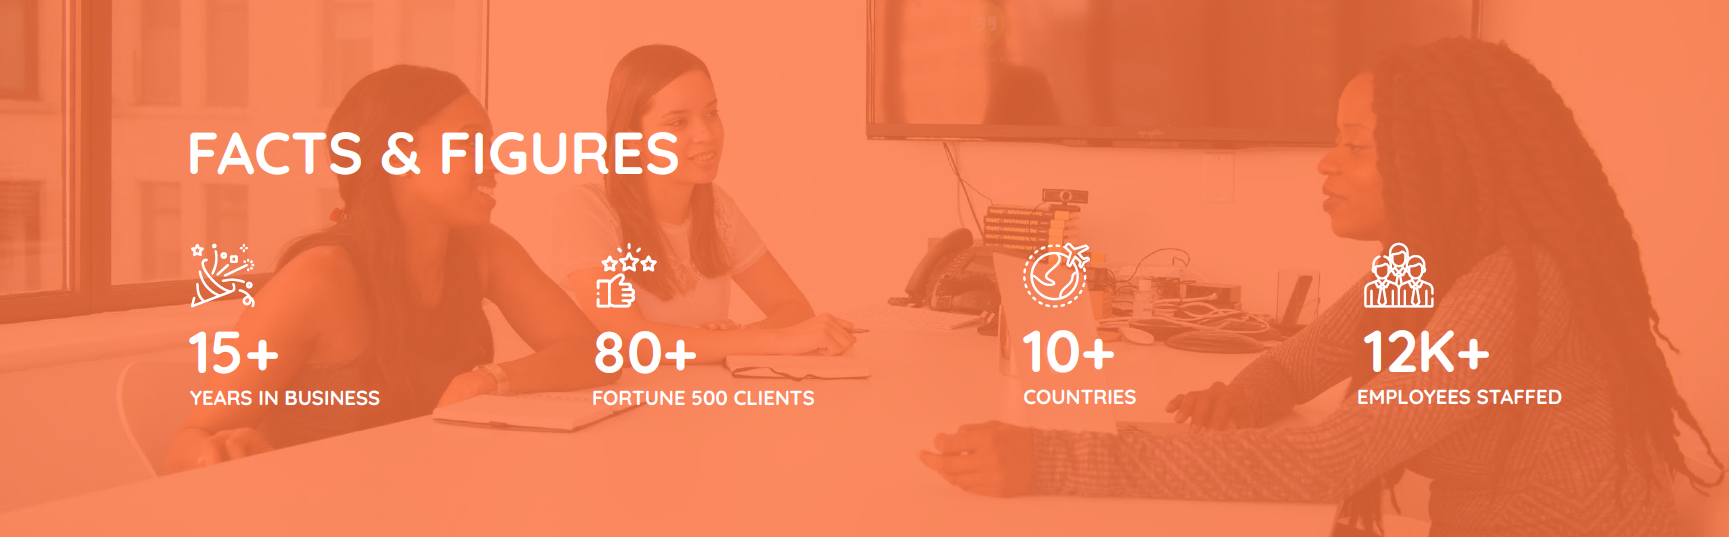 FACTS & FIGURES
15+
YEARS IN BUSINESS
80+
FORTUNE 500 CLIENTS
10+
COUNTRIES
12K+
EMPLOYEES STAFFED